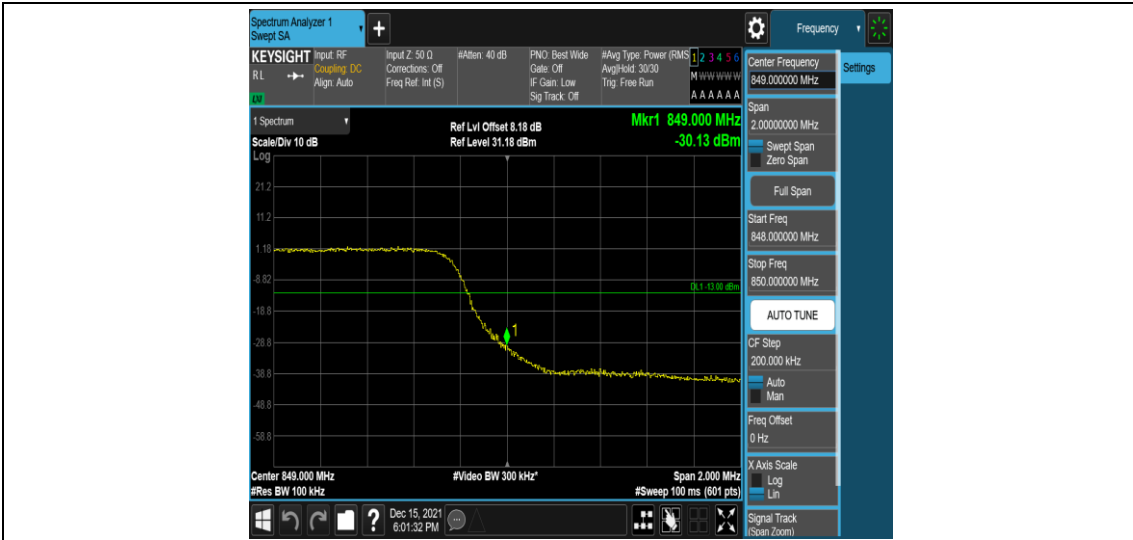 Spectrum Analyzer 1
Swept SA
+
Frequency
KEYSIGHT
Input: RF
Input Z: 50 Ω
#Atten: 40 dB
PNO: Best Wide
#Avg Type: Power (RMS
1 2 3 4 5 6
RL
Coupling: DC
Corrections: Off
Gate: Off
Avg|Hold: 30/30
M W W W W W
Align: Auto
Freq Ref: Int (S)
IF Gain: Low
Trig: Free Run
Sig Track: Off
A A A A A A
1 Spectrum
Ref Lvl Offset 8.18 dB
Mkr1 849.000 MHz
Scale/Div 10 dB
Ref Level 31.18 dBm
-30.13 dBm
Log
21.2
11.2
1.18
-8.82
DL1 -13.00 dBm
-18.8
1
-28.8
-38.8
-48.8
-58.8
Center 849.000 MHz
#Video BW 300 kHz*
Span 2.000 MHz
#Res BW 100 kHz
#Sweep 100 ms (601 pts)
Dec 15, 2021
6:01:32 PM
Center Frequency
849.000000 MHz
Settings
Span
2.00000000 MHz
Swept Span
Zero Span
Full Span
Start Freq
848.000000 MHz
Stop Freq
850.000000 MHz
AUTO TUNE
CF Step
200.000 kHz
Auto
Man
Freq Offset
0 Hz
X Axis Scale
Log
Lin
Signal Track
(Span Zoom)